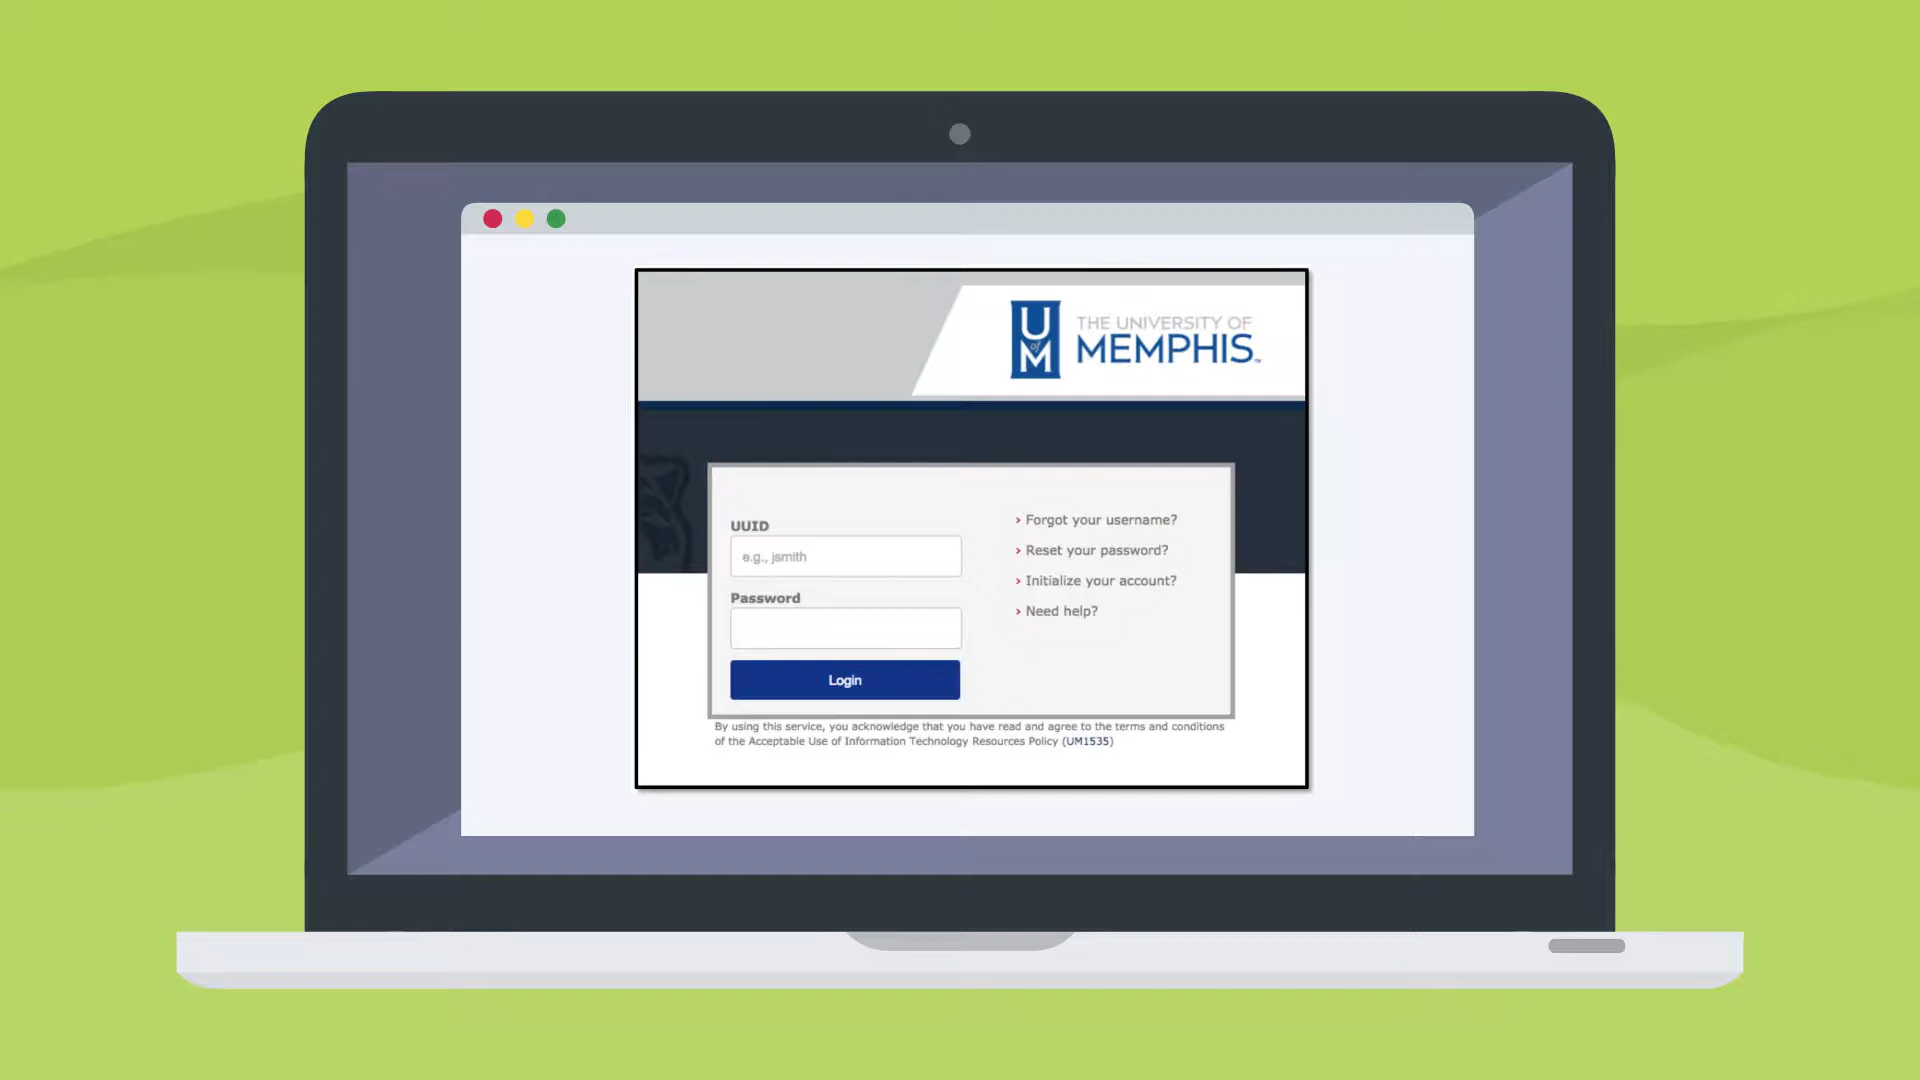 U
of
M
THE UNIVERSITY OF
MEMPHIS™
UUID
e.g., jsmith
Password
Login
› Forgot your username?
› Reset your password?
› Initialize your account?
› Need help?
By using this service, you acknowledge that you have read and agree to the terms and conditions
of the Acceptable Use of Information Technology Resources Policy (UM1535)